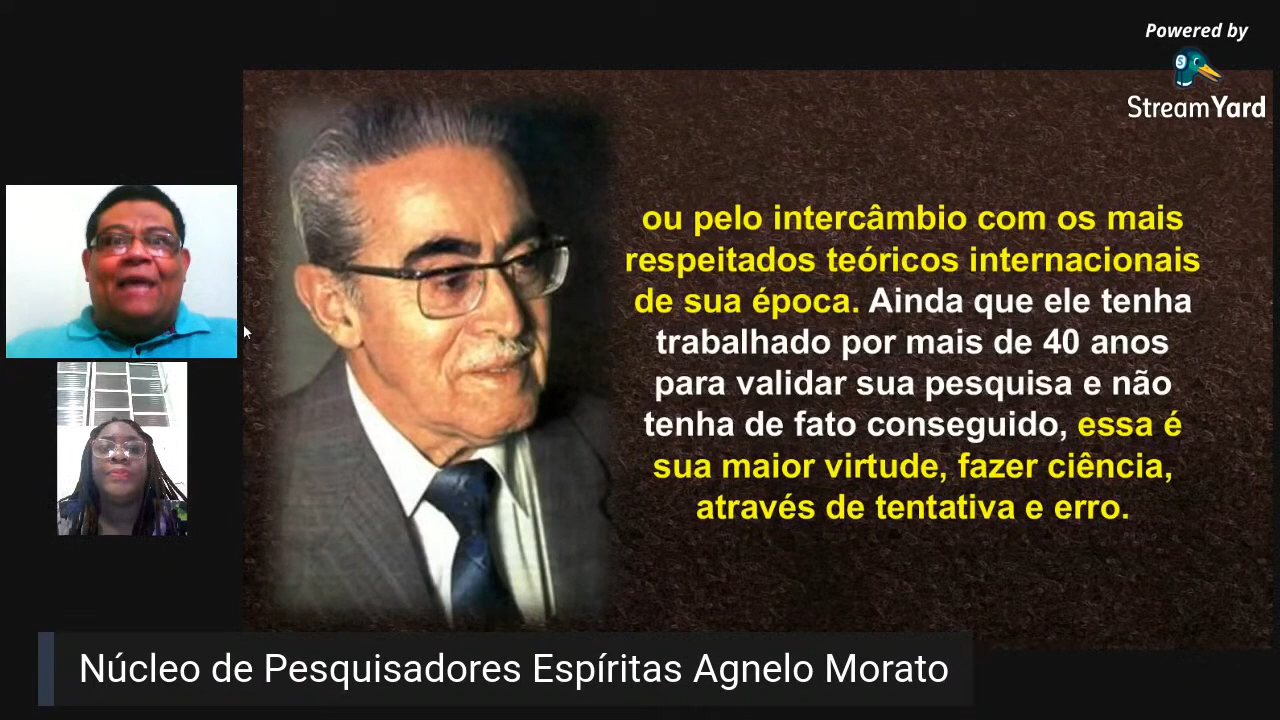 Powered by
StreamYard
ou pelo intercâmbio com os mais
respeitados teóricos internacionais
de sua época. Ainda que ele tenha
trabalhado por mais de 40 anos
para validar sua pesquisa e não
tenha de fato conseguido, essa é
sua maior virtude, fazer ciência,
através de tentativa e erro.
Núcleo de Pesquisadores Espíritas Agnelo Morato